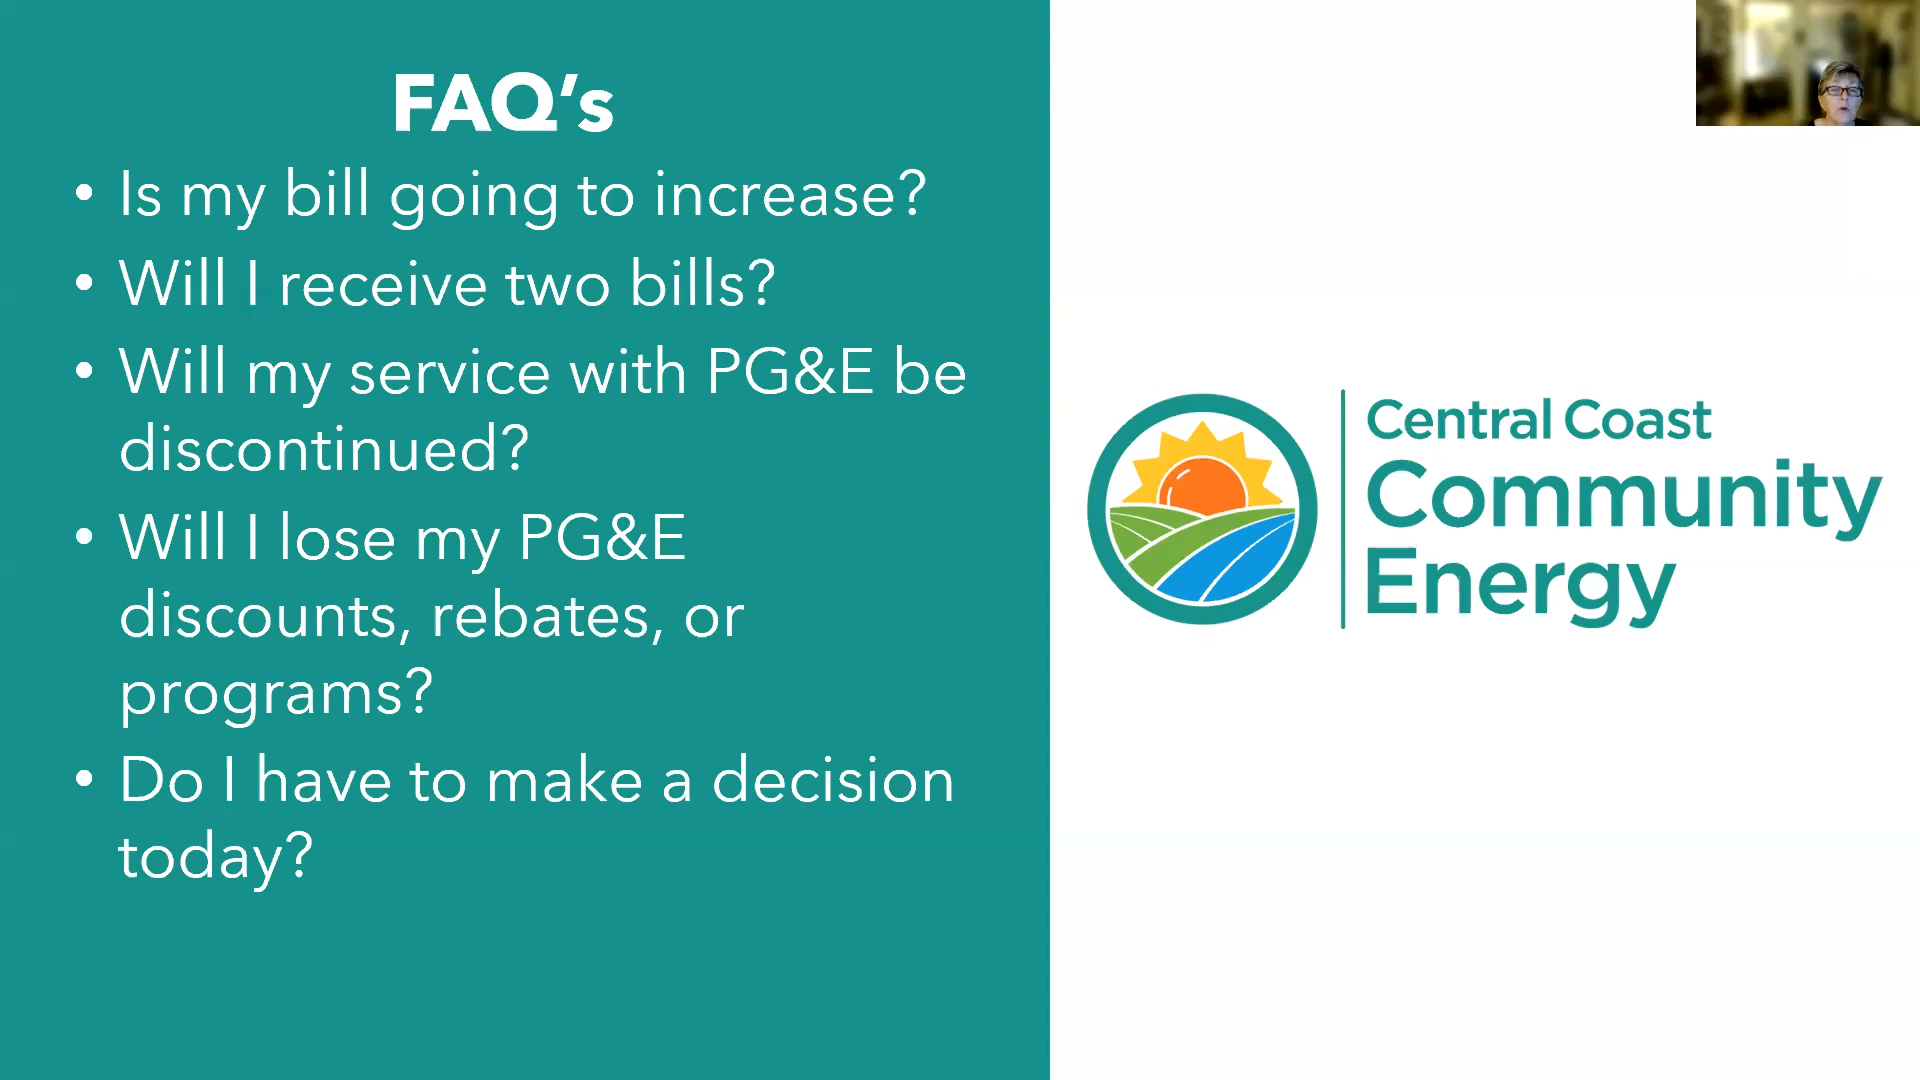 FAQ’s
• Is my bill going to increase?
• Will I receive two bills?
• Will my service with PG&E be
discontinued?
• Will I lose my PG&E
discounts, rebates, or
programs?
• Do I have to make a decision
today?
Central Coast
Community
Energy